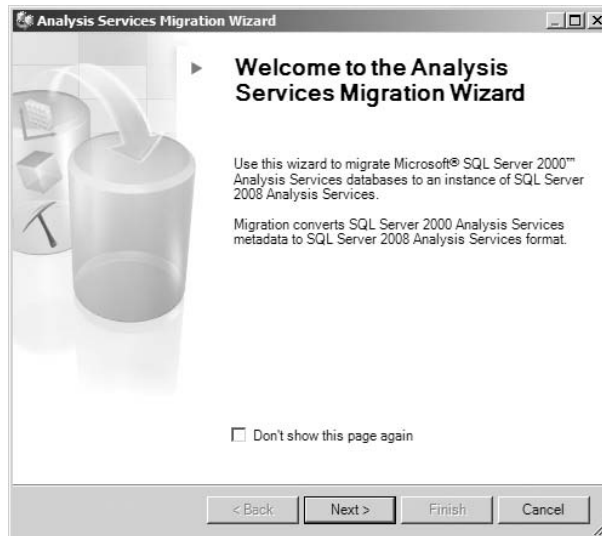 Analysis Services Migration Wizard
Welcome to the Analysis
Services Migration Wizard
Use this wizard to migrate Microsoft® SQL Server 2000™
Analysis Services databases to an instance of SQL Server
2008 Analysis Services.
Migration converts SQL Server 2000 Analysis Services
metadata to SQL Server 2008 Analysis Services format.
Don't show this page again
< Back Next > Finish Cancel